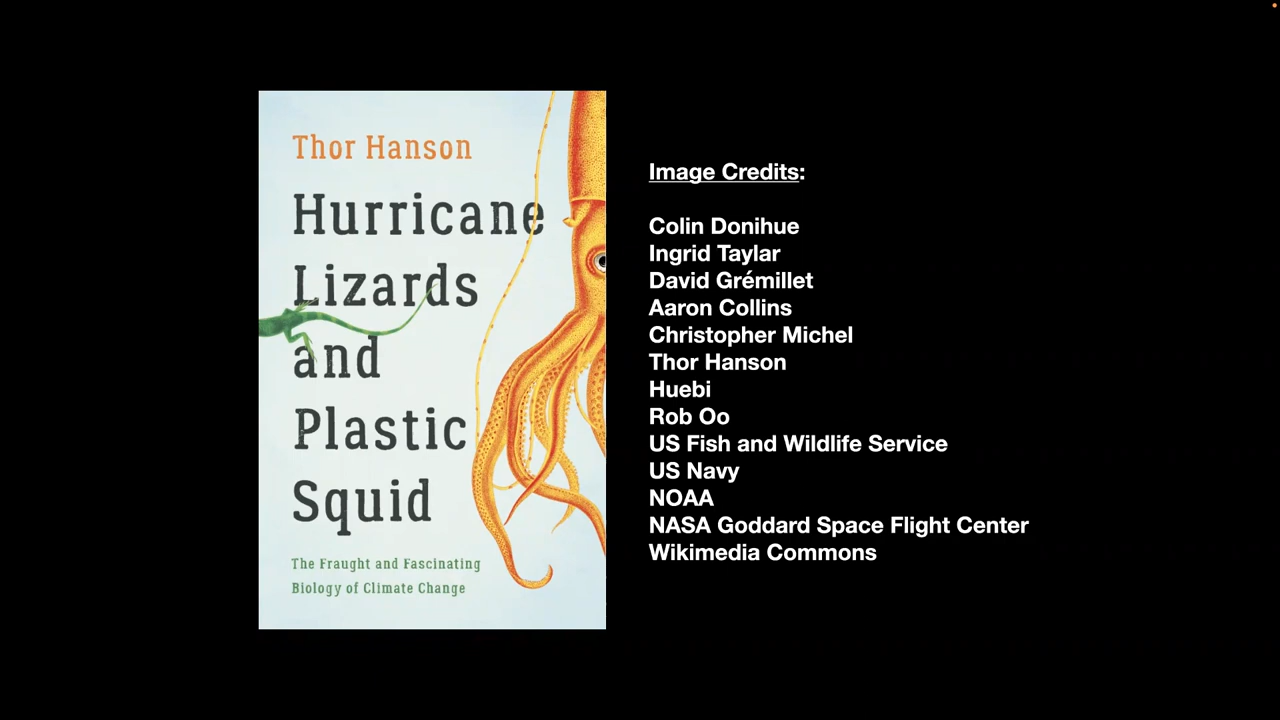 Thor Hanson
Hurricane
Lizards
and
Plastic
Squid
The Fraught and Fascinating
Biology of Climate Change
Image Credits:
Colin Donihue
Ingrid Taylar
David Grémillet
Aaron Collins
Christopher Michel
Thor Hanson
Huebi
Rob Oo
US Fish and Wildlife Service
US Navy
NOAA
NASA Goddard Space Flight Center
Wikimedia Commons